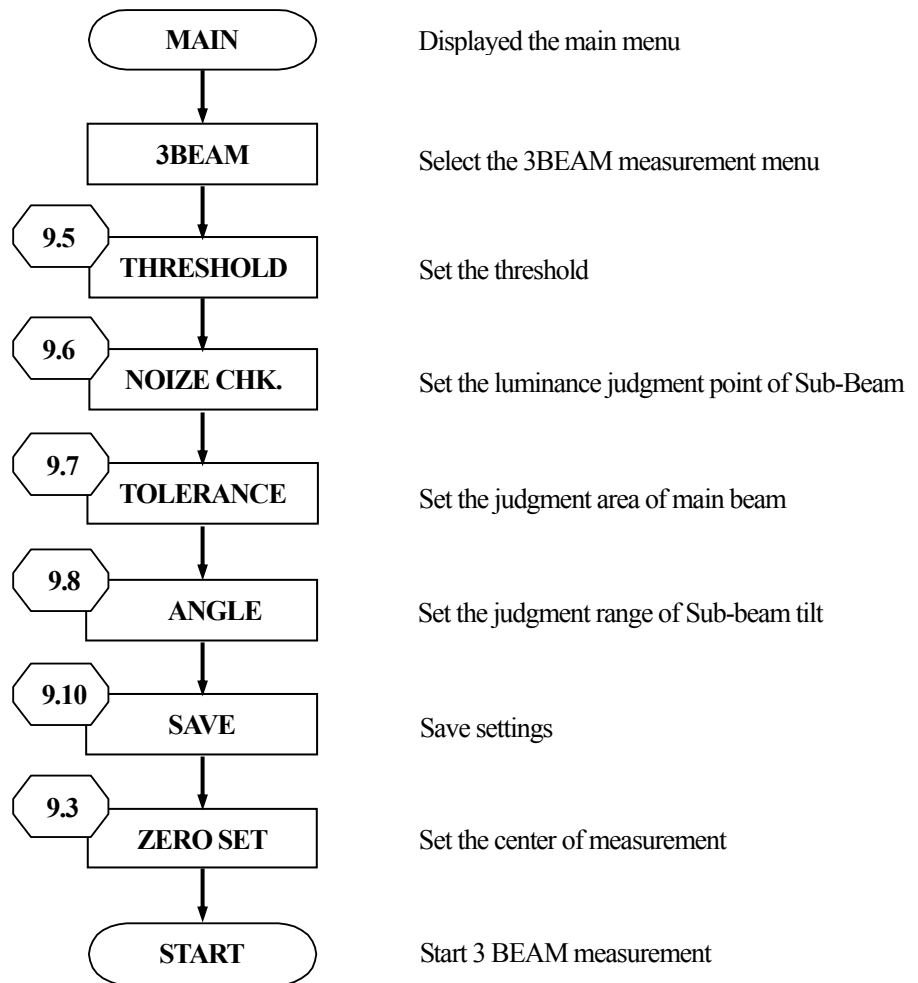 MAIN
Displayed the main menu
3BEAM
Select the 3BEAM measurement menu
9.5
THRESHOLD
Set the threshold
9.6
NOIZE CHK.
Set the luminance judgment point of Sub-Beam
9.7
TOLERANCE
Set the judgment area of main beam
9.8
ANGLE
Set the judgment range of Sub-beam tilt
9.10
SAVE
Save settings
9.3
ZERO SET
Set the center of measurement
START
Start 3 BEAM measurement